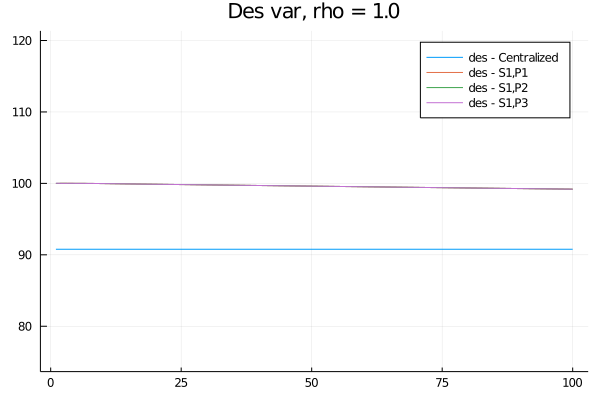 Des var, rho = 1.0
120
110
100
90
80
0
25
50
75
100
des - Centralized
des - S1,P1
des - S1,P2
des - S1,P3